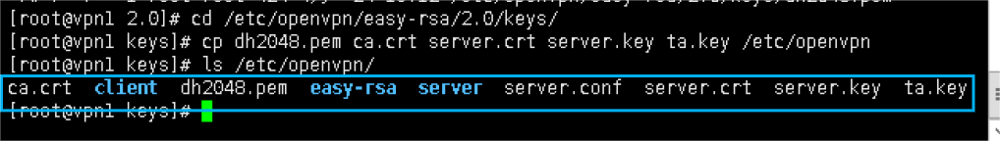 [root@vpn1 2.0]# cd /etc/openvpn/easy-rsa/2.0/keys/
[root@vpn1 keys]# cp dh2048.pem ca.crt server.crt server.key ta.key /etc/openvpn
[root@vpn1 keys]# ls /etc/openvpn/
ca.crt client dh2048.pem easy-rsa server server.conf server.crt server.key ta.key
[root@vpn1 keys]#